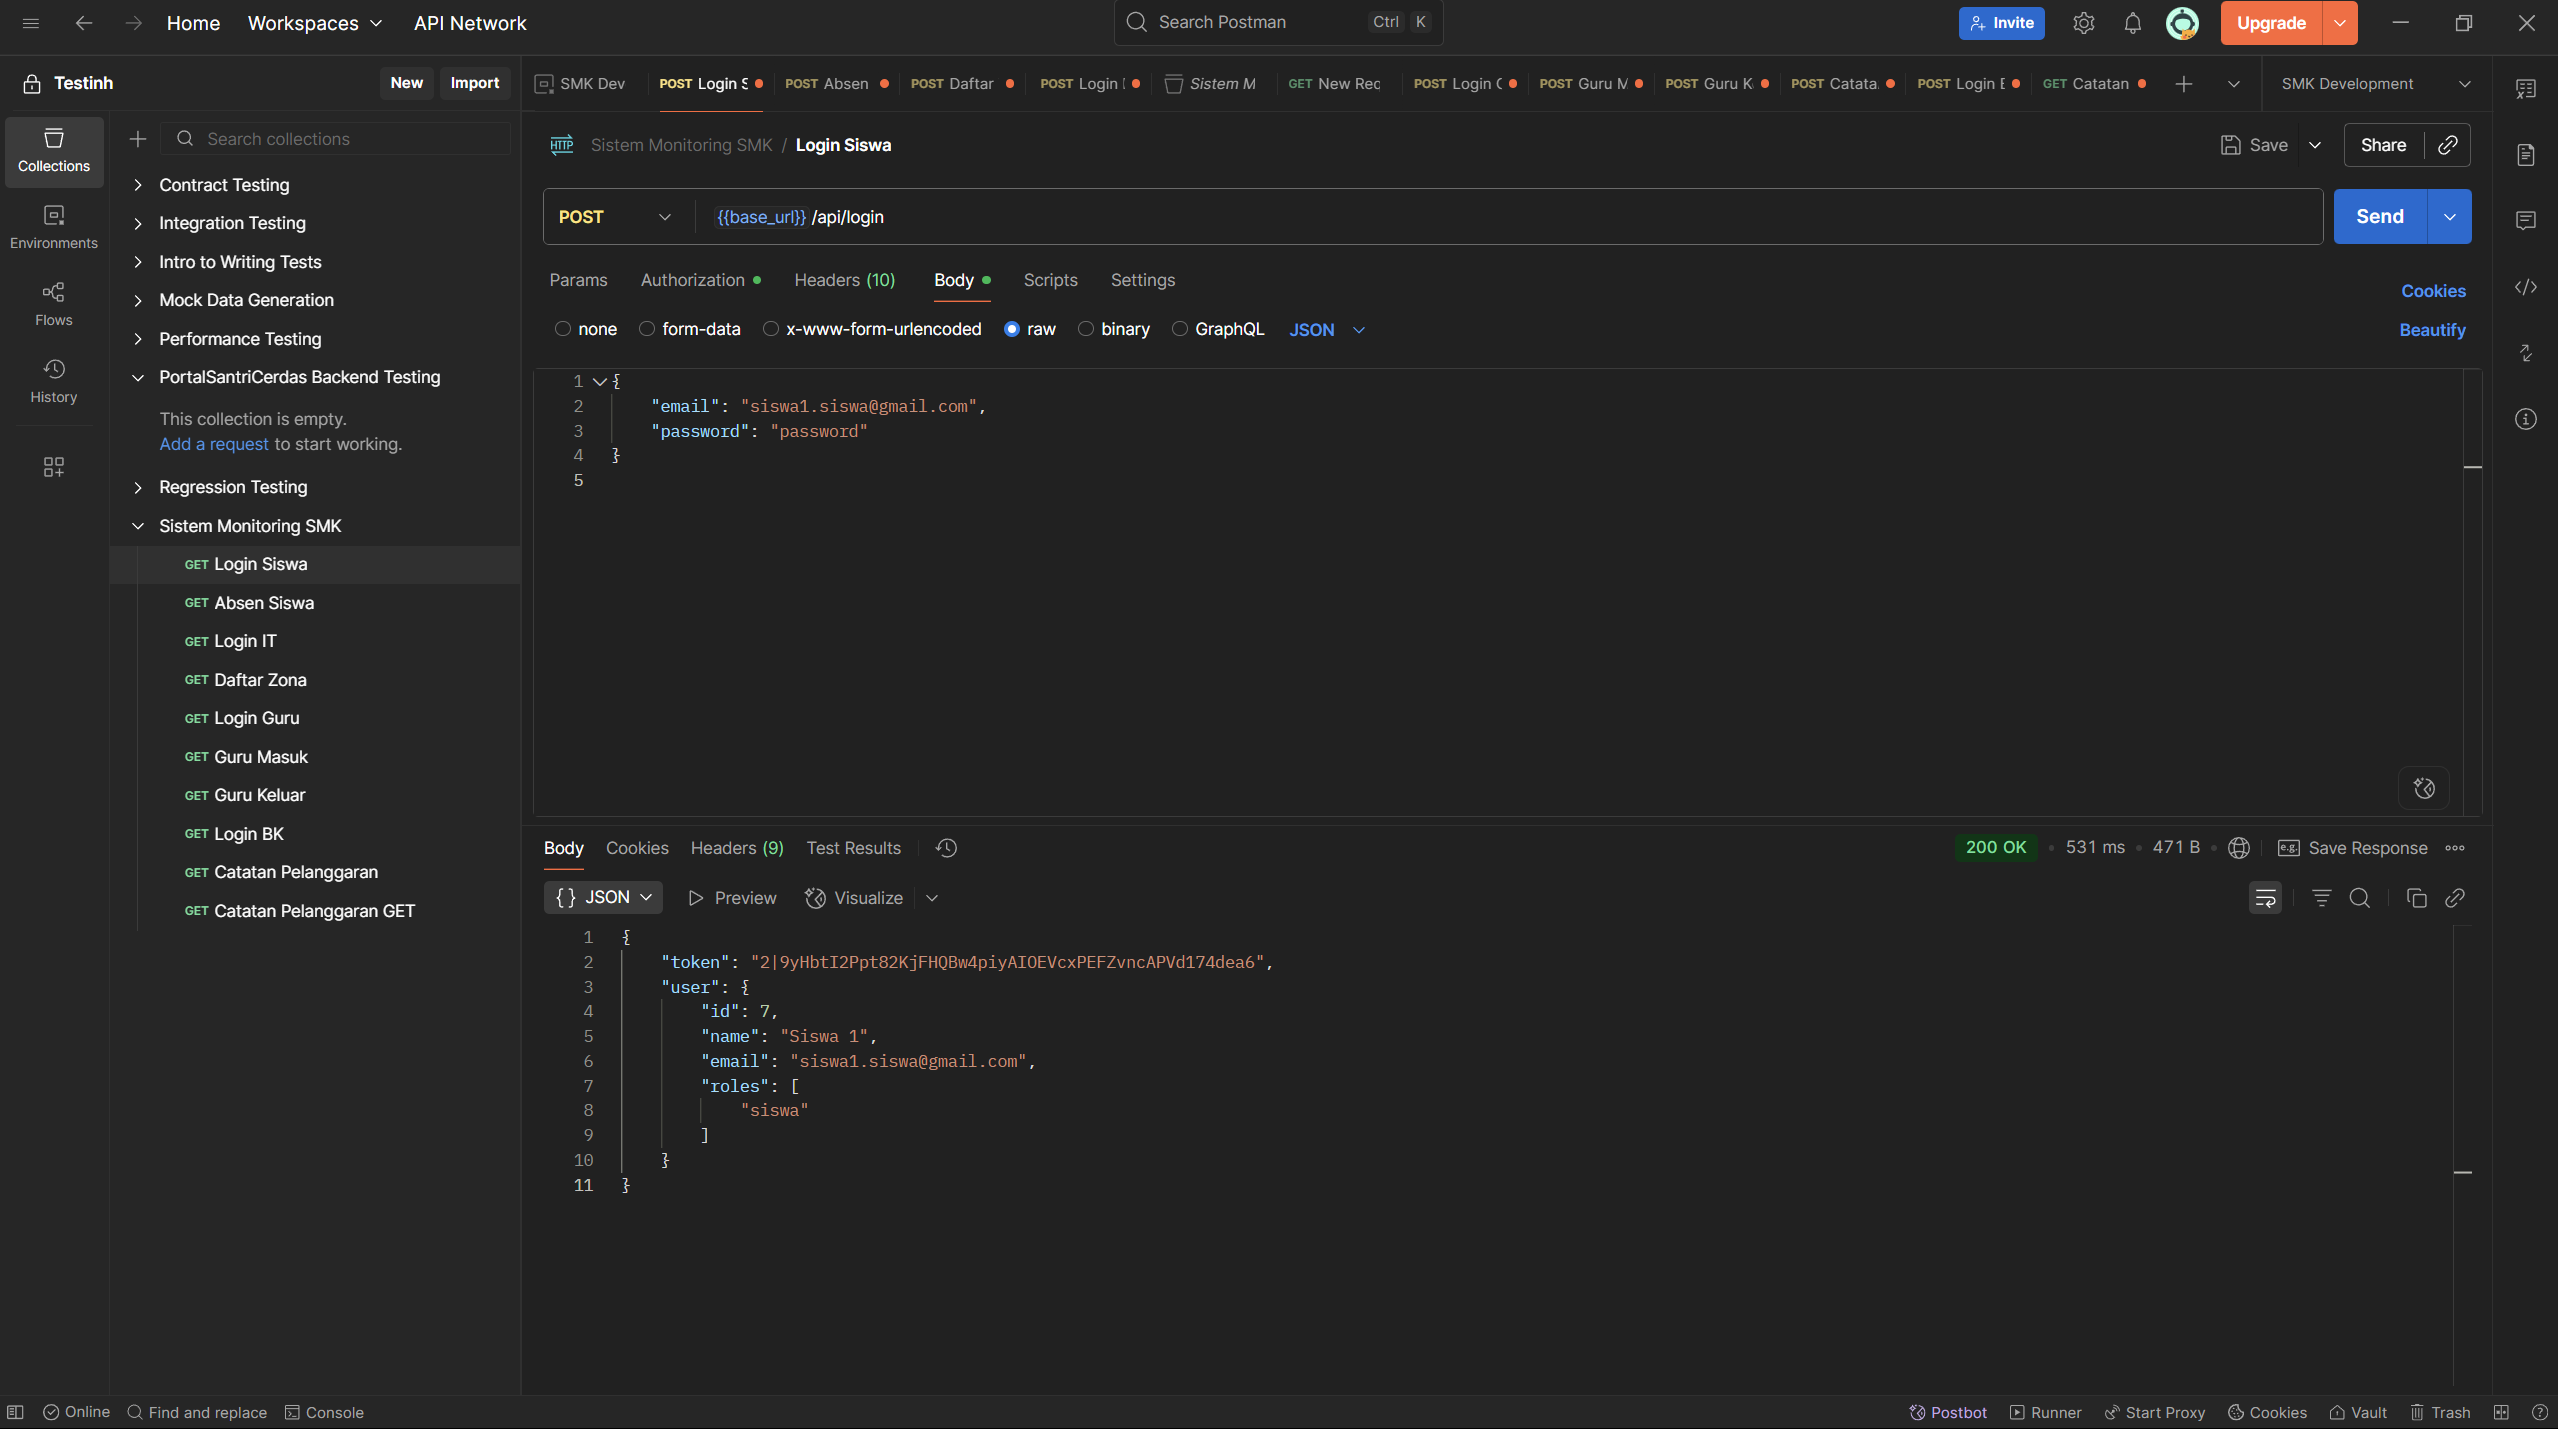 Home Workspaces API Network Search Postman Ctrl K Invite Upgrade
Testinh New Import
SMK Dev POST Login S POST Absen POST Daftar POST Login Sistem M GET New Rec POST Login POST Guru M POST Guru K POST Catata. POST Login GET Catatan SMK Development
Collections
Environments
Flows
History
Search collections
Contract Testing
Integration Testing
Intro to Writing Tests
Mock Data Generation
Performance Testing
PortalSantriCerdas Backend Testing
This collection is empty.
Add a request to start working.
Regression Testing
Sistem Monitoring SMK
GET Login Siswa
GET Absen Siswa
GET Login IT
GET Daftar Zona
GET Login Guru
GET Guru Masuk
GET Guru Keluar
GET Login BK
GET Catatan Pelanggaran
GET Catatan Pelanggaran GET
HTTP Sistem Monitoring SMK / Login Siswa Save Share
POST {{base_url}} /api/login Send
Params Authorization Headers (10) Body Scripts Settings Cookies
none form-data x-www-form-urlencoded raw binary GraphQL JSON Beautify
1 {
2 "email": "siswa1.siswa@gmail.com",
3 "password": "password"
4 }
5
Body Cookies Headers (9) Test Results 200 OK • 531 ms • 471 B • e.g. Save Response
{} JSON Preview Visualize
1 {
2 "token": "2|9yHbtI2Ppt82KjFHQBw4piyAIOEVcxPEFZvncAPVd174dea6",
3 "user": {
4 "id": 7,
5 "name": "Siswa 1",
6 "email": "siswa1.siswa@gmail.com",
7 "roles": [
8 "siswa"
9 ]
10 }
11 }
Online Find and replace Console Postbot Runner Start Proxy Cookies Vault Trash